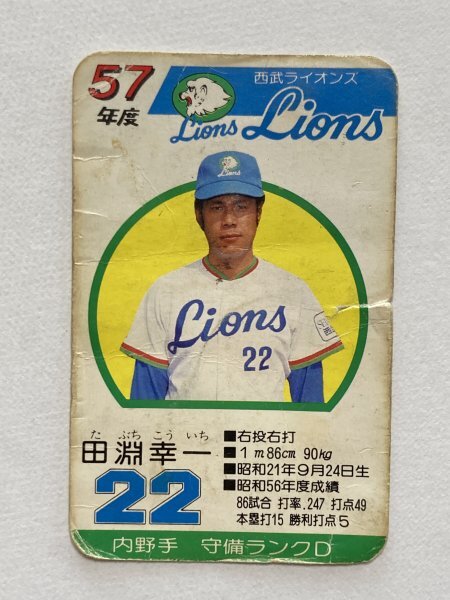 57
年度
西武ライオンズ
Lions Lions
Lions
Lions
22
た ぶち こう いち
田淵幸一
22
■右投右打
■1m86cm 90kg
■昭和21年9月24日生
■昭和56年度成績
86試合 打率.247 打点49
本塁打15 勝利打点5
内野手 守備ランクD